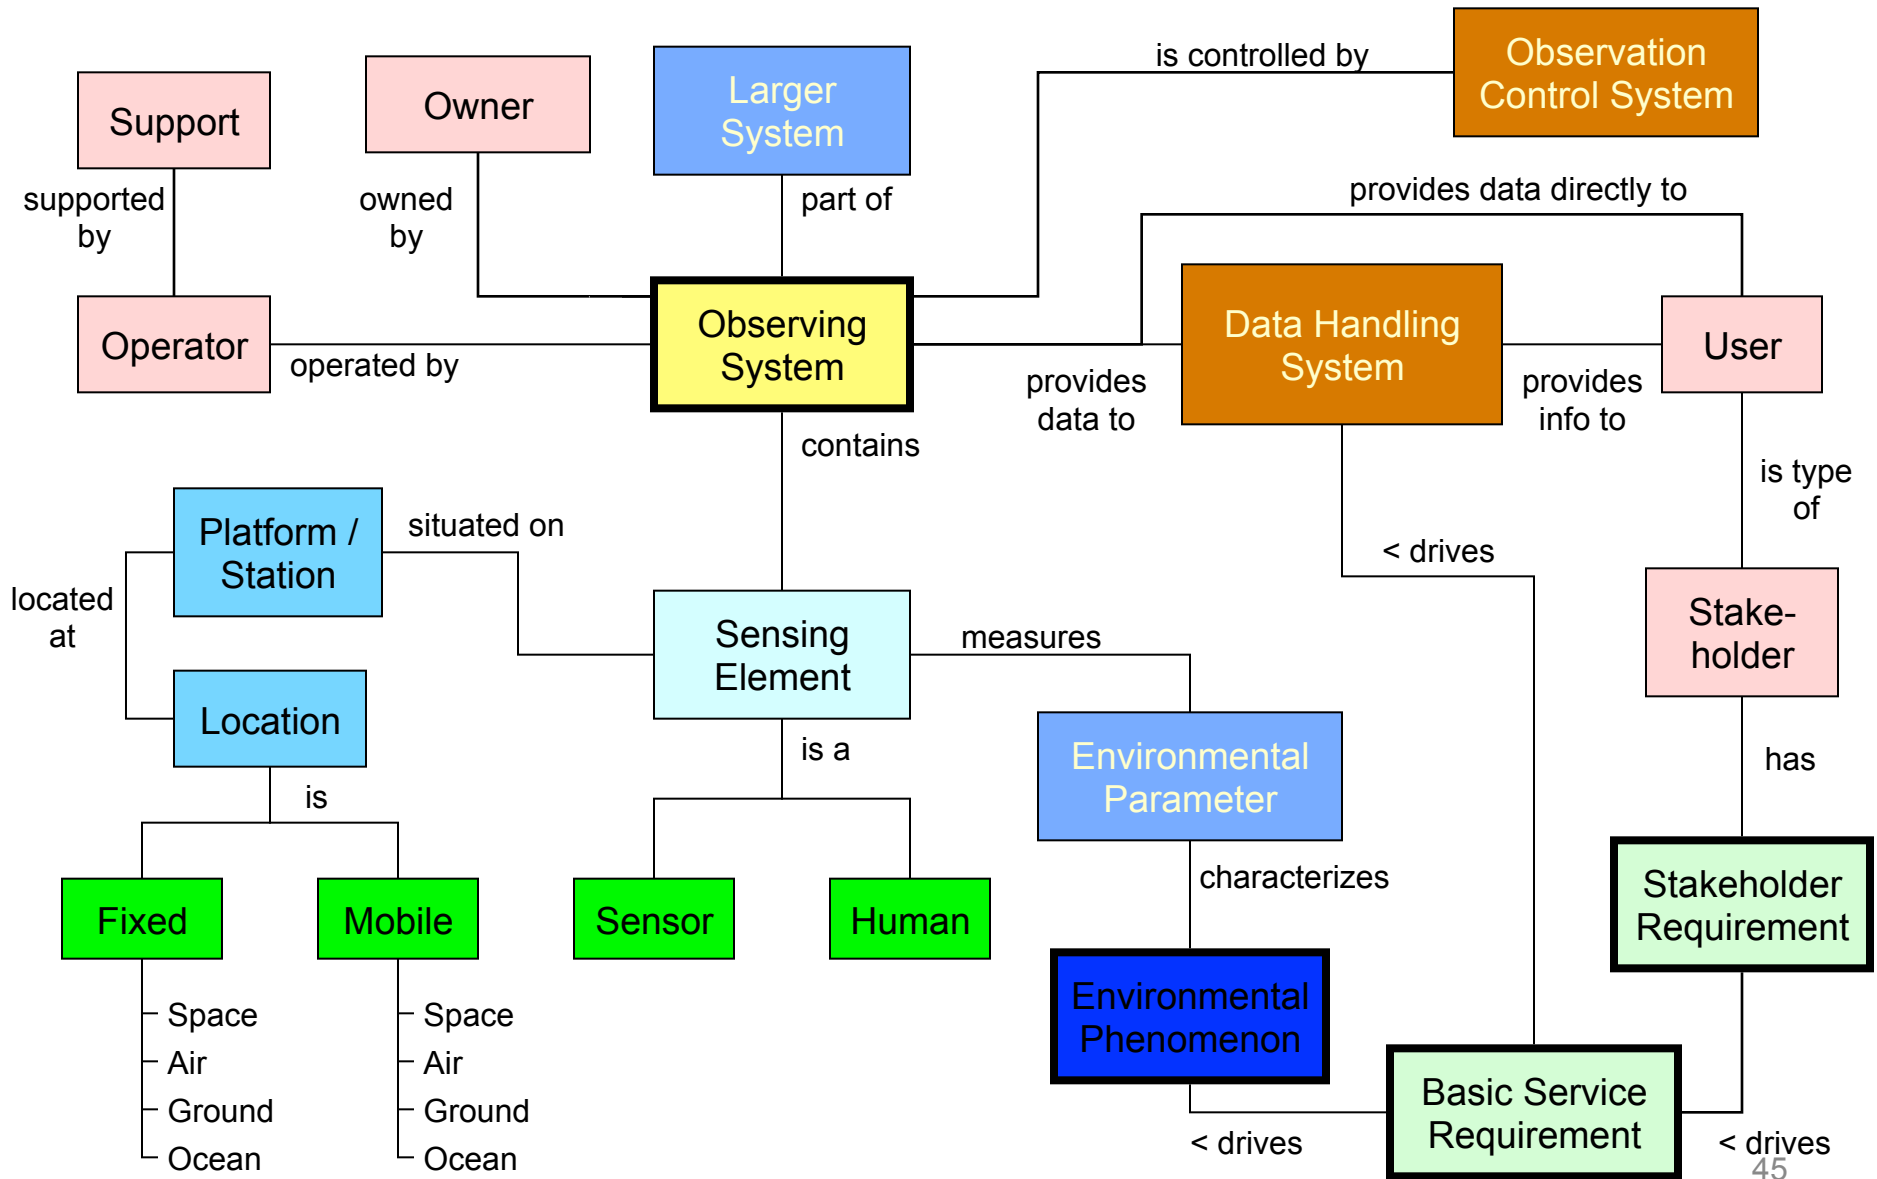 Observation
Control System
is controlled by
Support
Owner
Larger
System
supported
by
owned
by
part of
provides data directly to
Operator
operated by
Observing
System
provides
data to
Data Handling
System
provides
info to
User
contains
is type
of
Platform /
Station
situated on
< drives
located
at
Sensing
Element
measures
Stake-
holder
Location
is
is a
Environmental
Parameter
has
Fixed
Mobile
Sensor
Human
characterizes
Stakeholder
Requirement
Space
Air
Ground
Ocean
Space
Air
Ground
Ocean
Environmental
Phenomenon
< drives
Basic Service
Requirement
< drives
45